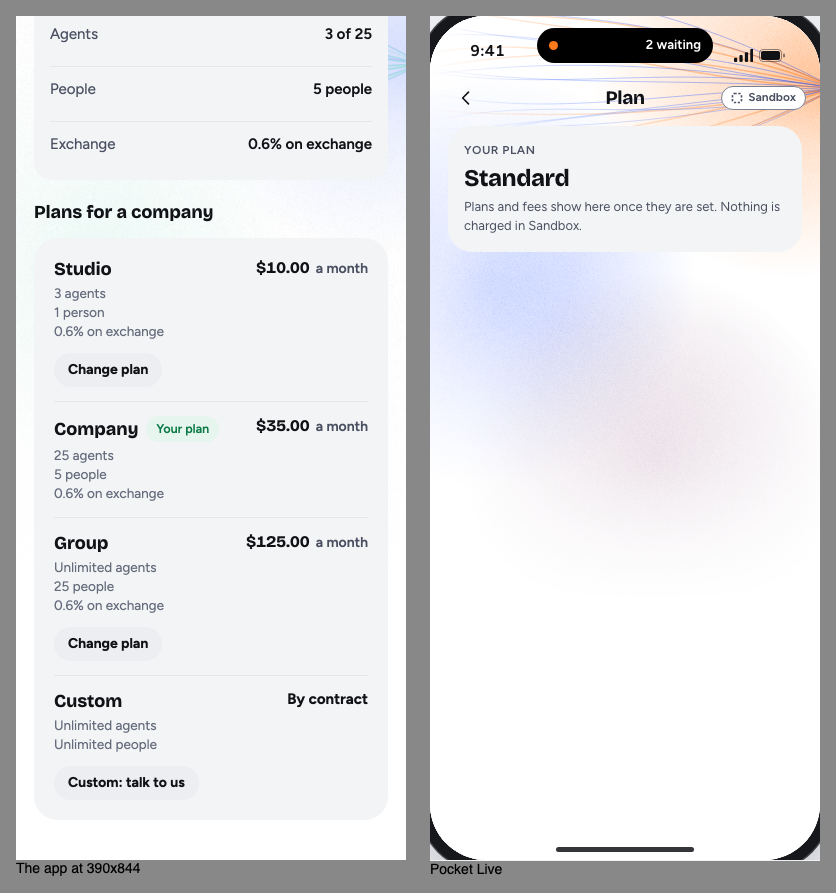 Agents 3 of 25
People 5 people
Exchange 0.6% on exchange
Plans for a company
Studio $10.00 a month
3 agents
1 person
0.6% on exchange
Change plan
Company Your plan $35.00 a month
25 agents
5 people
0.6% on exchange
Group $125.00 a month
Unlimited agents
25 people
0.6% on exchange
Change plan
Custom By contract
Unlimited agents
Unlimited people
Custom: talk to us
The app at 390x844
9:41 2 waiting
Plan Sandbox
YOUR PLAN
Standard
Plans and fees show here once they are set. Nothing is
charged in Sandbox.
Pocket Live